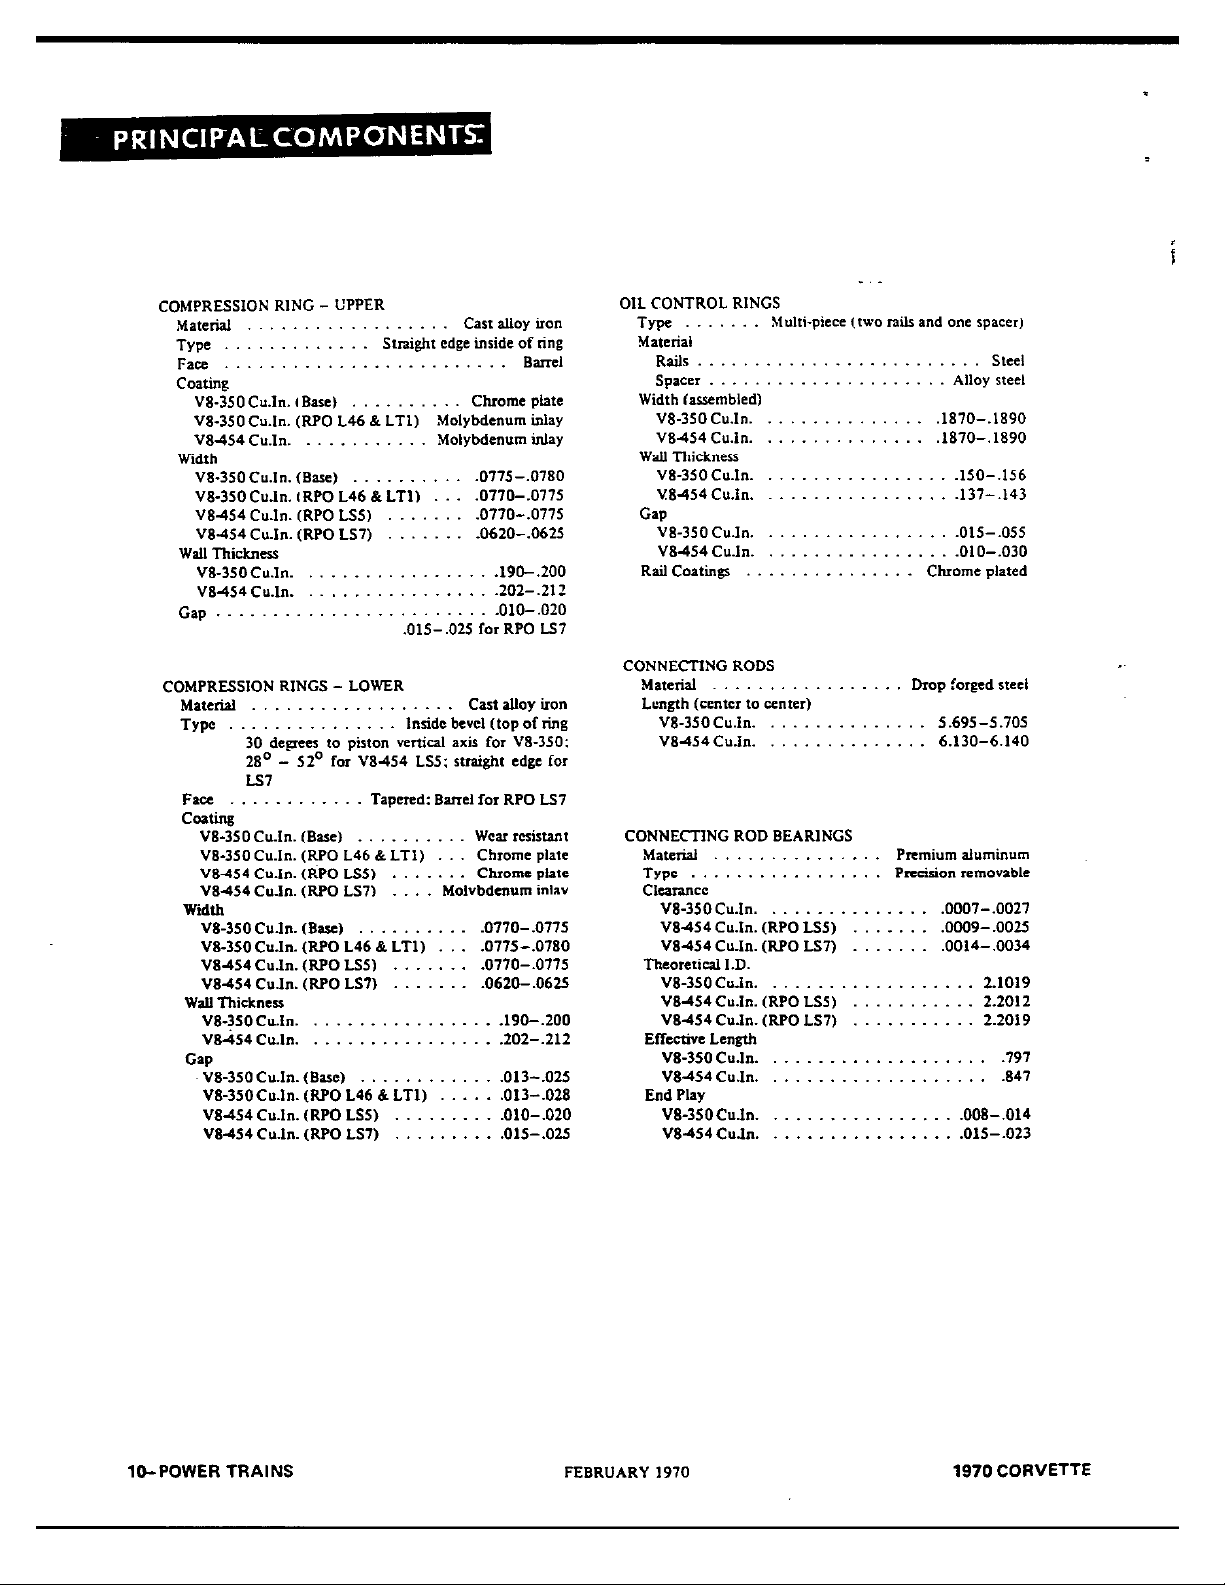 PRINCIPAL COMPONENTS
COMPRESSION RING – UPPER
Material . . . . . . . . . . . . . . . . . . Cast alloy iron
Type . . . . . . . . . . . . . Straight edge inside of ring
Face . . . . . . . . . . . . . . . . . . . . . . . . . Barrel
Coating
V8-350 Cu.In. (Base) . . . . . . . . . . Chrome plate
V8-350 Cu.In. (RPO L46 & LT1) Molybdenum inlay
V8-454 Cu.In. . . . . . . . . . . . Molybdenum inlay
Width
V8-350 Cu.In. (Base) . . . . . . . . . . .0775–.0780
V8-350 Cu.In. (RPO L46 & LT1) . . . .0770–.0775
V8-454 Cu.In. (RPO LS5) . . . . . . . .0770–.0775
V8-454 Cu.In. (RPO LS7) . . . . . . . .0620–.0625
Wall Thickness
V8-350 Cu.In. . . . . . . . . . . . . . . . . . .190–.200
V8-454 Cu.In. . . . . . . . . . . . . . . . . . .202–.212
Gap . . . . . . . . . . . . . . . . . . . . . . . . . .010–.020
.015–.025 for RPO LS7
COMPRESSION RINGS – LOWER
Material . . . . . . . . . . . . . . . . . . Cast alloy iron
Type . . . . . . . . . . . . . . . Inside bevel (top of ring
30 degrees to piston vertical axis for V8-350;
28° – 52° for V8-454 LS5; straight edge for
LS7
Face . . . . . . . . . . . . Tapered: Barrel for RPO LS7
Coating
V8-350 Cu.In. (Base) . . . . . . . . . . Wear resistant
V8-350 Cu.In. (RPO L46 & LT1) . . . Chrome plate
V8-454 Cu.In. (RPO LS5) . . . . . . . Chrome plate
V8-454 Cu.In. (RPO LS7) . . . . Molybdenum inlay
Width
V8-350 Cu.In. (Base) . . . . . . . . . . .0770–.0775
V8-350 Cu.In. (RPO L46 & LT1) . . . .0775–.0780
V8-454 Cu.In. (RPO LS5) . . . . . . . .0770–.0775
V8-454 Cu.In. (RPO LS7) . . . . . . . .0620–.0625
Wall Thickness
V8-350 Cu.In. . . . . . . . . . . . . . . . . . .190–.200
V8-454 Cu.In. . . . . . . . . . . . . . . . . . .202–.212
Gap
V8-350 Cu.In. (Base) . . . . . . . . . . . . .013–.025
V8-350 Cu.In. (RPO L46 & LT1) . . . . . .013–.028
V8-454 Cu.In. (RPO LS5) . . . . . . . . . .010–.020
V8-454 Cu.In. (RPO LS7) . . . . . . . . . .015–.025
OIL CONTROL RINGS
Type . . . . . . . Multi-piece (two rails and one spacer)
Material
Rails . . . . . . . . . . . . . . . . . . . . . . . . . Steel
Spacer . . . . . . . . . . . . . . . . . . . . . Alloy steel
Width (assembled)
V8-350 Cu.In. . . . . . . . . . . . . . . .1870–.1890
V8-454 Cu.In. . . . . . . . . . . . . . . .1870–.1890
Wall Thickness
V8-350 Cu.In. . . . . . . . . . . . . . . . . . .150–.156
V8-454 Cu.In. . . . . . . . . . . . . . . . . . .137–.143
Gap
V8-350 Cu.In. . . . . . . . . . . . . . . . . . .015–.055
V8-454 Cu.In. . . . . . . . . . . . . . . . . . .010–.030
Rail Coatings . . . . . . . . . . . . . . . Chrome plated
CONNECTING RODS
Material . . . . . . . . . . . . . . . . . Drop forged steel
Length (center to center)
V8-350 Cu.In. . . . . . . . . . . . . . . 5.695–5.705
V8-454 Cu.In. . . . . . . . . . . . . . . 6.130–6.140
CONNECTING ROD BEARINGS
Material . . . . . . . . . . . . . . . Premium aluminum
Type . . . . . . . . . . . . . . . . . Precision removable
Clearance
V8-350 Cu.In. . . . . . . . . . . . . . . .0007–.0027
V8-454 Cu.In. (RPO LS5) . . . . . . . .0009–.0025
V8-454 Cu.In. (RPO LS7) . . . . . . . .0014–.0034
Theoretical I.D.
V8-350 Cu.In. . . . . . . . . . . . . . . . . . . 2.1019
V8-454 Cu.In. (RPO LS5) . . . . . . . . . . . 2.2012
V8-454 Cu.In. (RPO LS7) . . . . . . . . . . . 2.2019
Effective Length
V8-350 Cu.In. . . . . . . . . . . . . . . . . . . . .797
V8-454 Cu.In. . . . . . . . . . . . . . . . . . . . .847
End Play
V8-350 Cu.In. . . . . . . . . . . . . . . . . . .008–.014
V8-454 Cu.In. . . . . . . . . . . . . . . . . . .015–.023
10–POWER TRAINS
FEBRUARY 1970
1970 CORVETTE